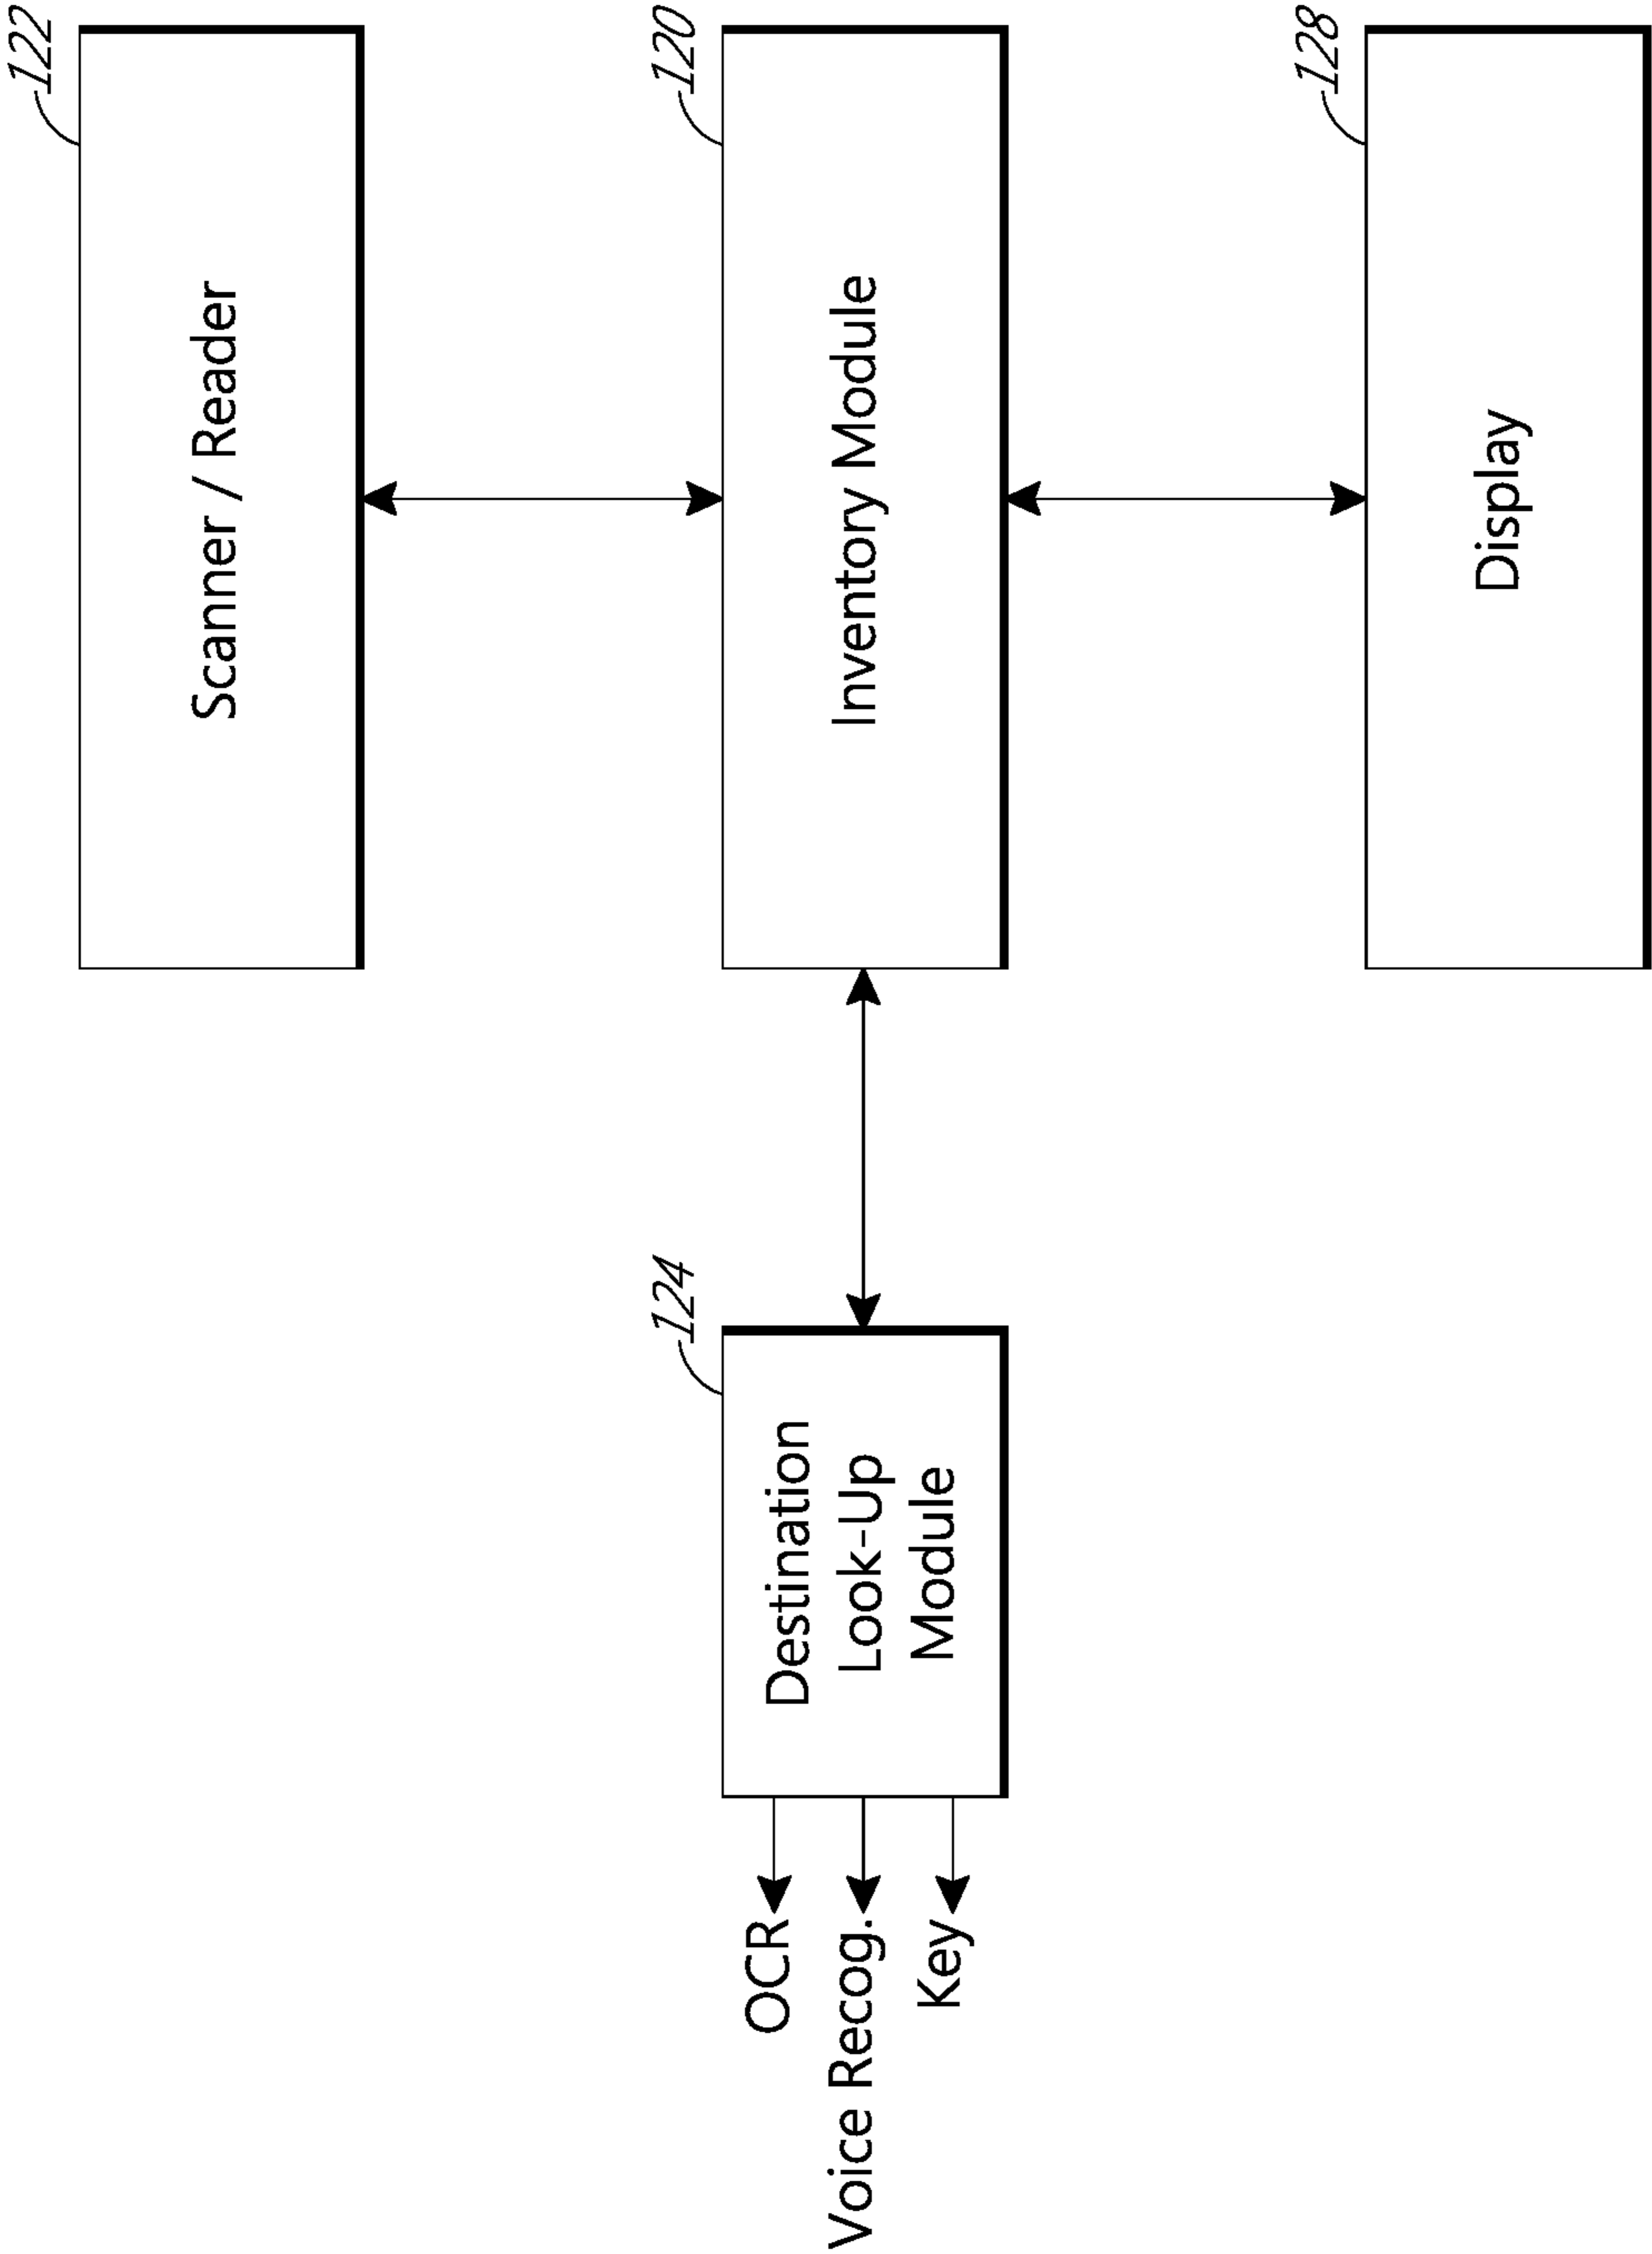 122
Scanner / Reader
120
Inventory Module
128
Display
124
Destination
Look-Up
Module
OCR
Voice Recog.
Key